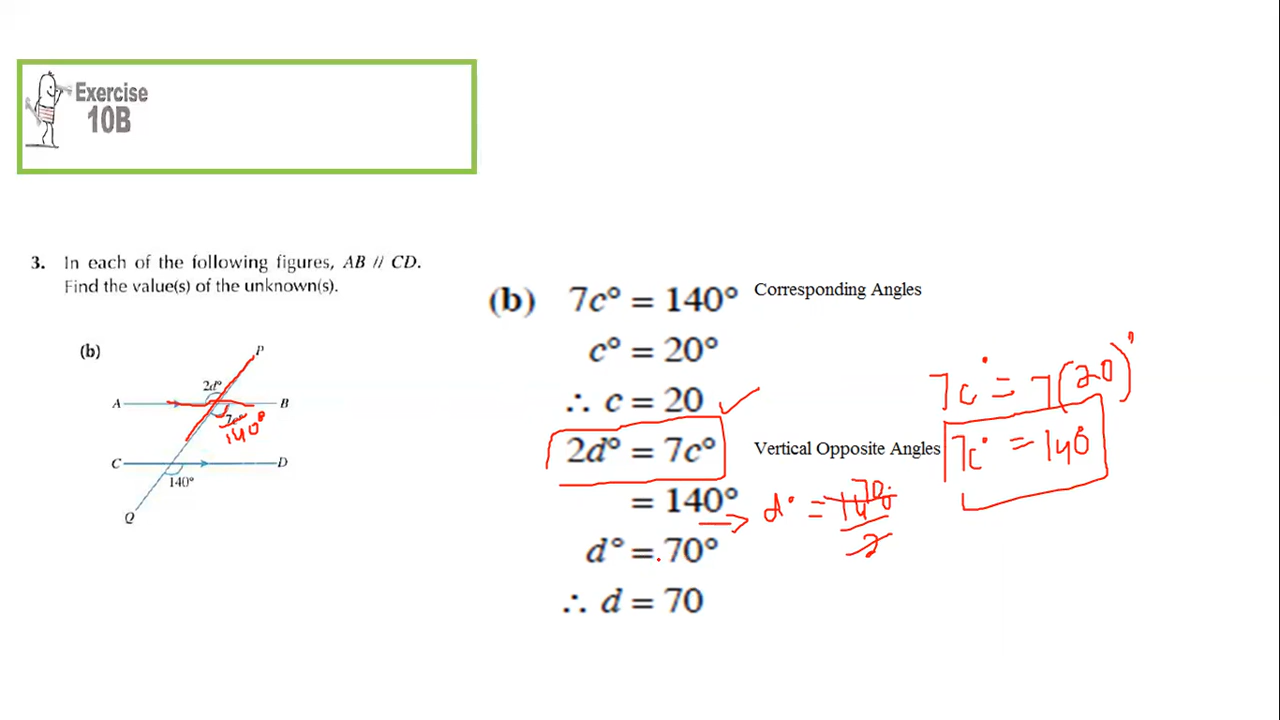 Exercise
10B
3. In each of the following figures, AB // CD.
Find the value(s) of the unknown(s).
(b)
P
2d°
A
B
7c°
140°
C
D
140°
Q
(b) 7c° = 140° Corresponding Angles
c° = 20°
∴ c = 20
2d° = 7c° Vertical Opposite Angles
= 140°
d° = 70°
∴ d = 70
7c° = 7(20)°
7c° = 140°
d° = 140 70°
2